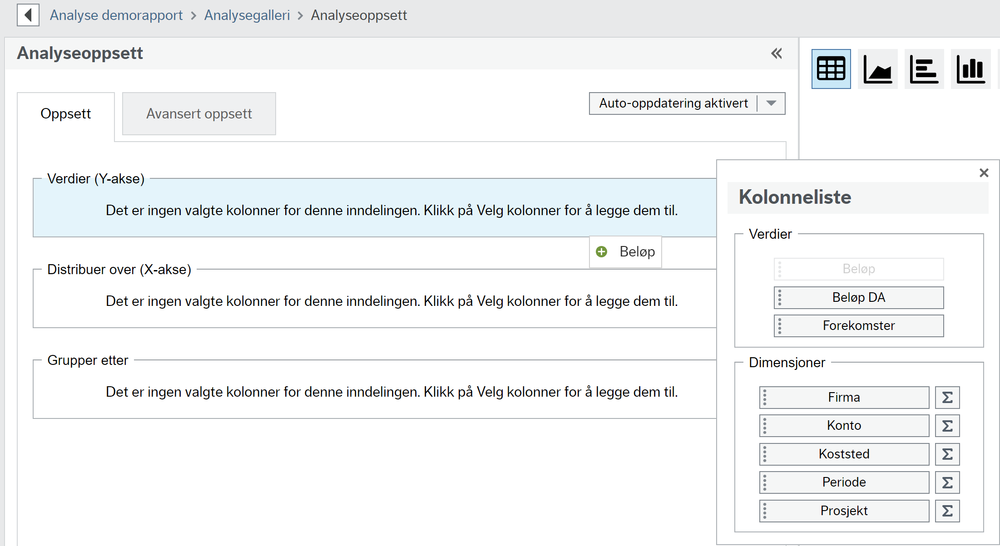 Analyse demorapport > Analysegalleri > Analyseoppsett
Analyseoppsett
Oppsett
Avansert oppsett
Auto-oppdatering aktivert
Verdier (Y-akse)
Det er ingen valgte kolonner for denne inndelingen. Klikk på Velg kolonner for å legge dem til.
Beløp
Distribuer over (X-akse)
Det er ingen valgte kolonner for denne inndelingen. Klikk på Velg kolonner for å legge dem til.
Grupper etter
Det er ingen valgte kolonner for denne inndelingen. Klikk på Velg kolonner for å legge dem til.
Kolonneliste
Verdier
Beløp
Beløp DA
Forekomster
Dimensjoner
Firma Σ
Konto Σ
Koststed Σ
Periode Σ
Prosjekt Σ